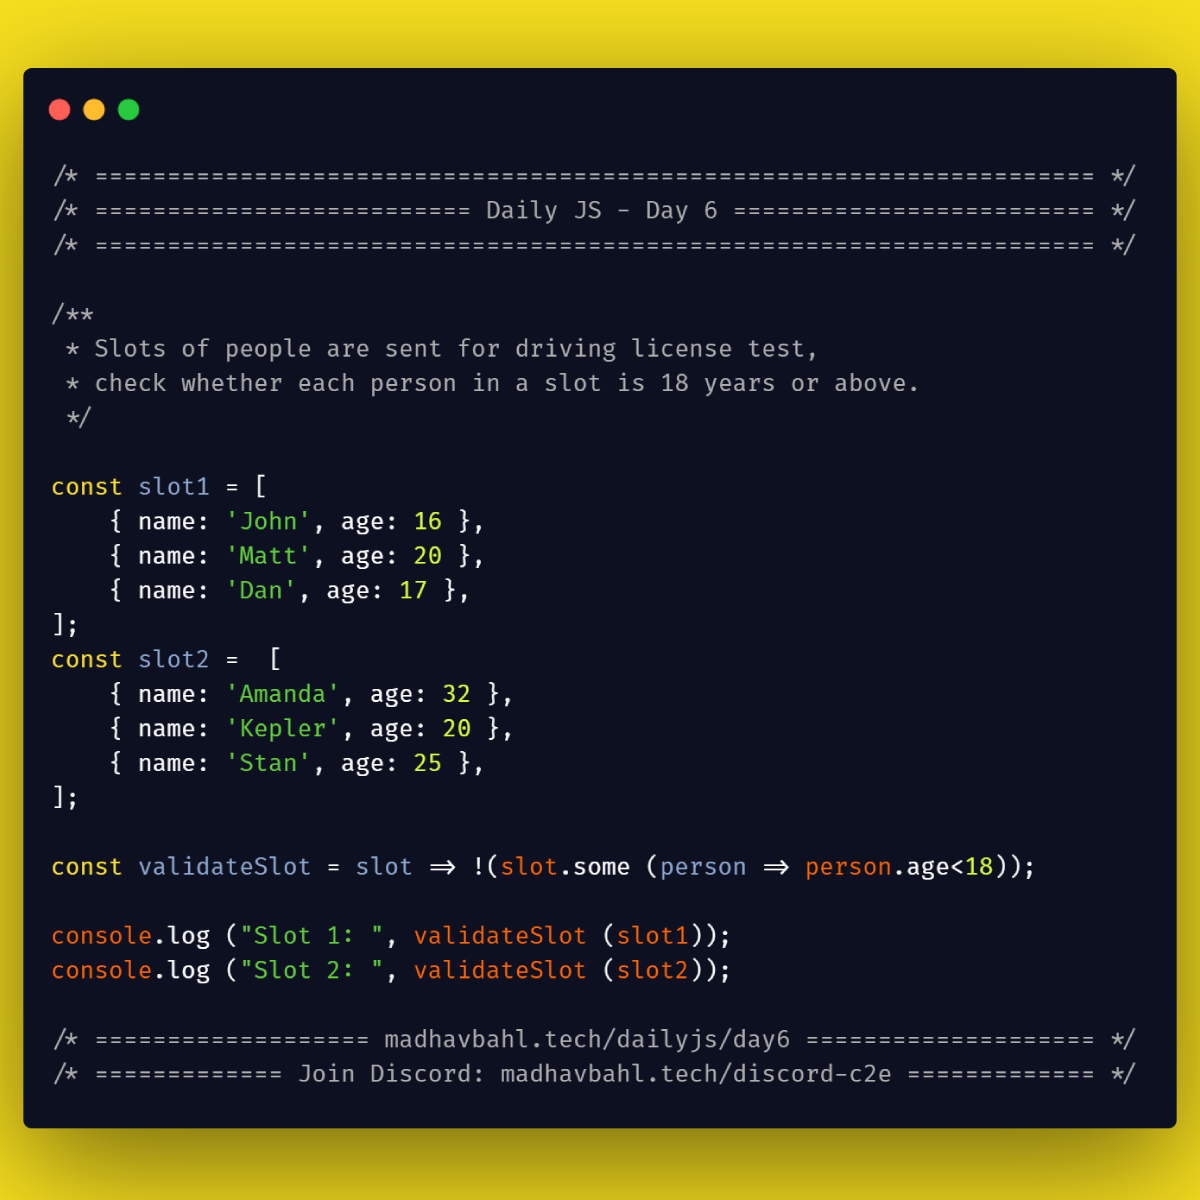 /* ===================================================================== */
/* ========================== Daily JS - Day 6 ========================= */
/* ===================================================================== */
/**
 * Slots of people are sent for driving license test,
 * check whether each person in a slot is 18 years or above.
 */
const slot1 = [
    { name: 'John', age: 16 },
    { name: 'Matt', age: 20 },
    { name: 'Dan', age: 17 },
];
const slot2 =  [
    { name: 'Amanda', age: 32 },
    { name: 'Kepler', age: 20 },
    { name: 'Stan', age: 25 },
];
const validateSlot = slot => !(slot.some (person => person.age<18));
console.log ("Slot 1: ", validateSlot (slot1));
console.log ("Slot 2: ", validateSlot (slot2));
/* =================== madhavbahl.tech/dailyjs/day6 ==================== */
/* ============= Join Discord: madhavbahl.tech/discord-c2e ============= */